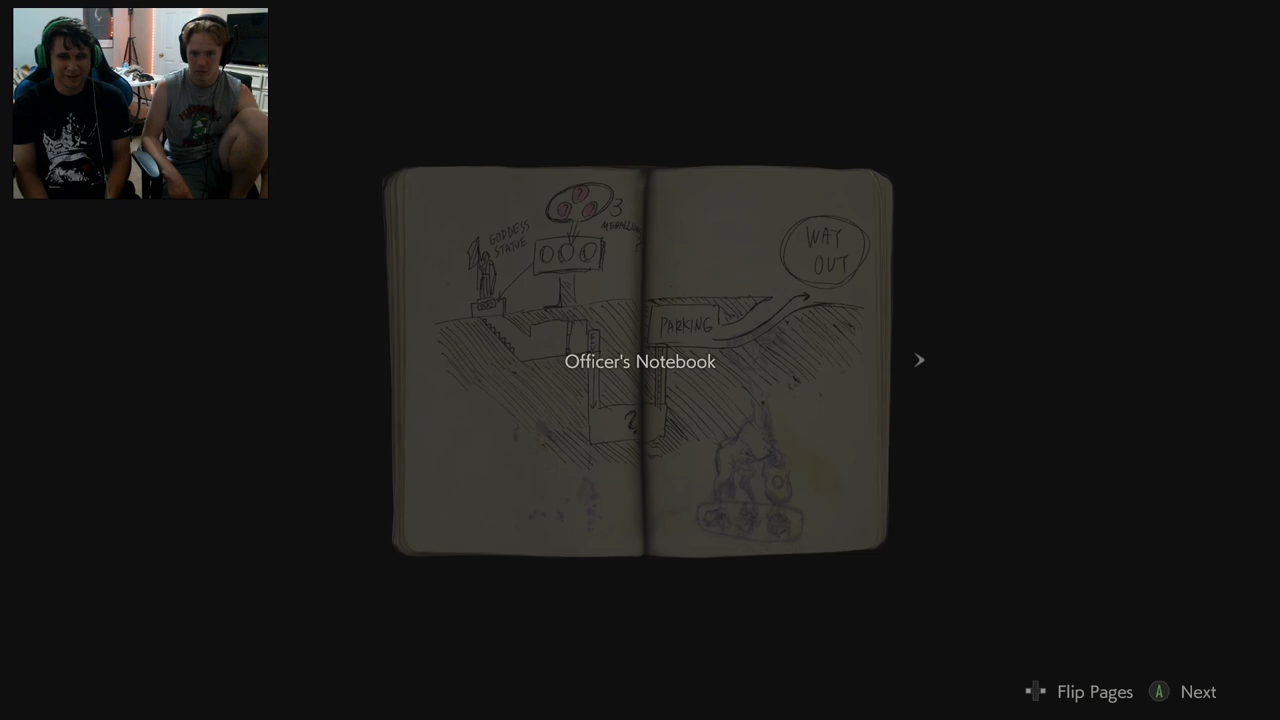 3
GODDESS
STATUE
WAY
OUT
PARKING
Officer's Notebook
?
Flip Pages
A Next